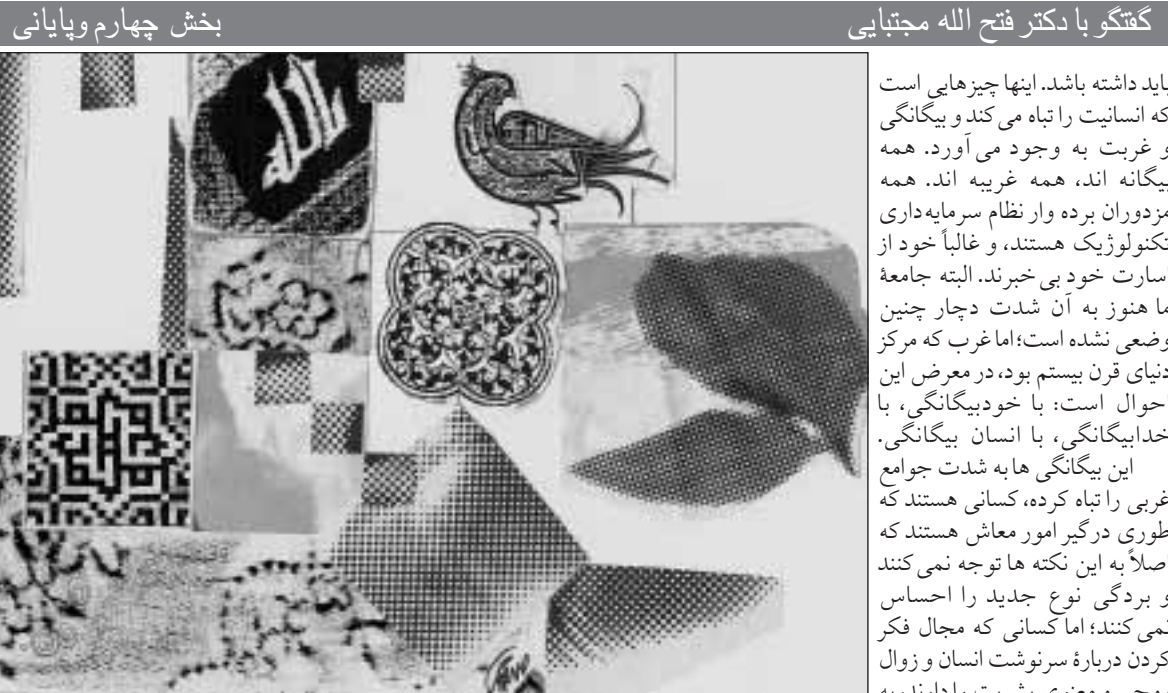 گفتگو با دکتر فتح الله مجتبایی
بخش چهارم وپایانی
باید داشته باشد. اینها چیزهایی است
که انسانیت را تباه می کند و بیگانگی
و غربت به وجود می آورد. همه
بیگانه اند، همه غریبه اند. همه
مزدوران برده وار نظام سرمایه داری
تکنولوژیک هستند، و غالباً خود از
اسارت خود بی خبرند. البته جامعهٔ
ما هنوز به آن شدت دچار چنین
وضعی نشده است؛ اما غرب که مرکز
دنیای قرن بیستم بود، در معرض این
احوال است: با خودبیگانگی، با
خدابیگانگی، با انسان بیگانگی.
این بیگانگی ها به شدت جوامع
غربی را تباه کرده، کسانی هستند که
طوری درگیر امور معاش هستند که
اصلاً به این نکته ها توجه نمی کنند
و بردگی نوع جدید را احساس
نمی کنند؛ اما کسانی که مجال فکر
کردن دربارهٔ سرنوشت انسان و زوال
یاالله